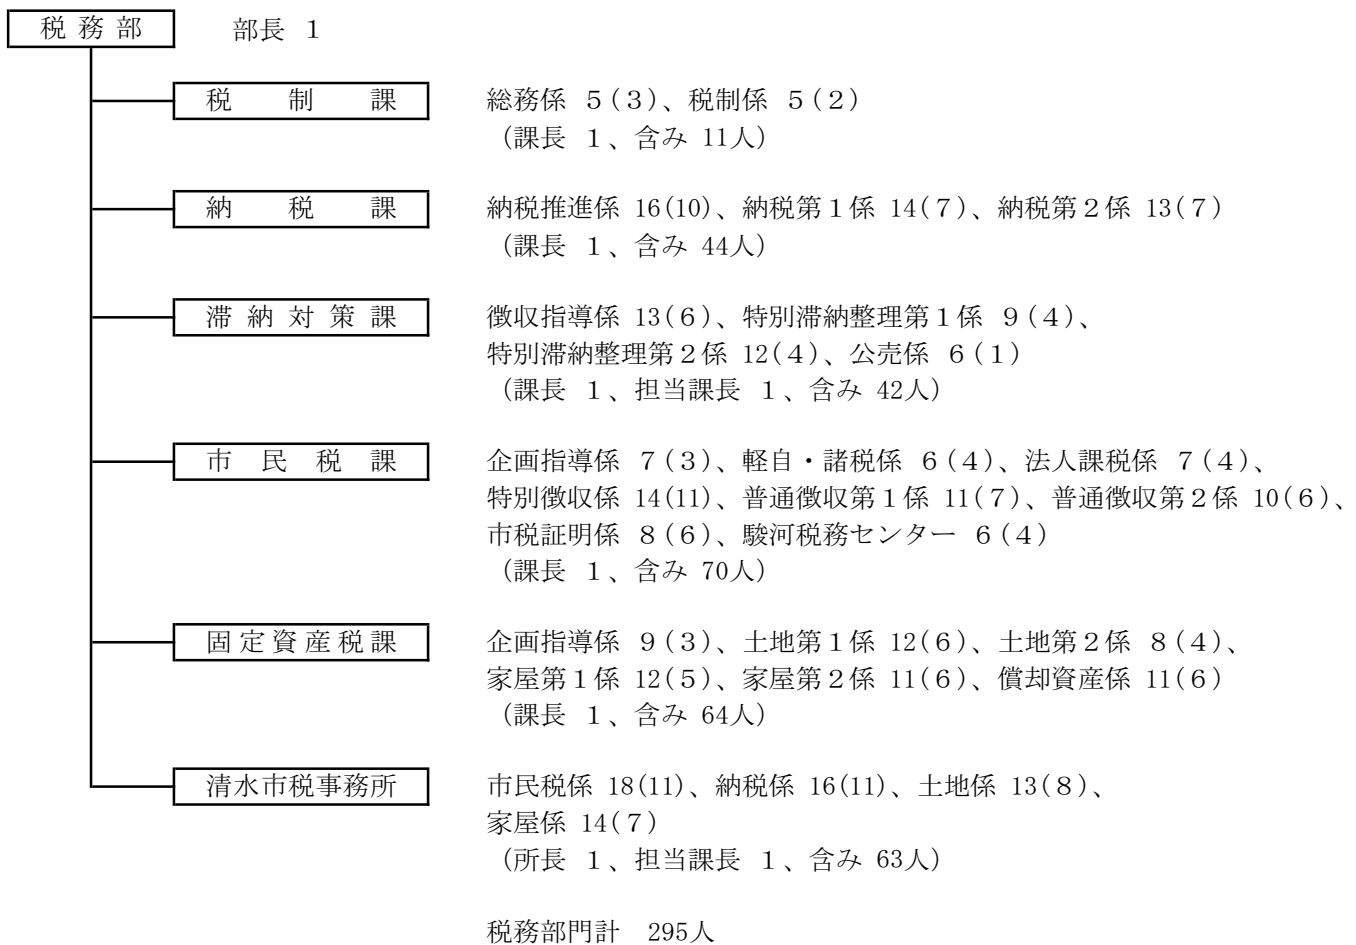 税務部 部長 1
税制課 総務係 5(3)、税制係 5(2)
(課長 1、含み 11人)
納税課 納税推進係 16(10)、納税第1係 14(7)、納税第2係 13(7)
(課長 1、含み 44人)
滞納対策課 徴収指導係 13(6)、特別滞納整理第1係 9(4)、
特別滞納整理第2係 12(4)、公売係 6(1)
(課長 1、担当課長 1、含み 42人)
市民税課 企画指導係 7(3)、軽自・諸税係 6(4)、法人課税係 7(4)、
特別徴収係 14(11)、普通徴収第1係 11(7)、普通徴収第2係 10(6)、
市税証明係 8(6)、駿河税務センター 6(4)
(課長 1、含み 70人)
固定資産税課 企画指導係 9(3)、土地第1係 12(6)、土地第2係 8(4)、
家屋第1係 12(5)、家屋第2係 11(6)、償却資産係 11(6)
(課長 1、含み 64人)
清水市税事務所 市民税係 18(11)、納税係 16(11)、土地係 13(8)、
家屋係 14(7)
(所長 1、担当課長 1、含み 63人)
税務部門計 295人